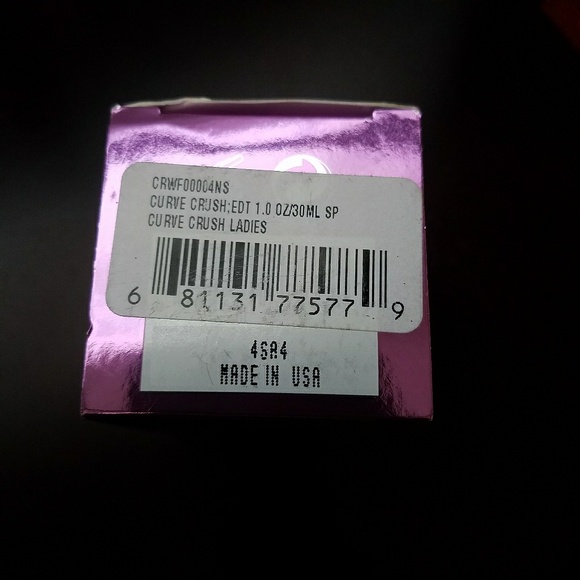 CRWF00004NS
CURVE CRUSH:EDT 1.0 OZ/30ML SP
CURVE CRUSH LADIES
6 81131 77577 9
4SA4
MADE IN USA